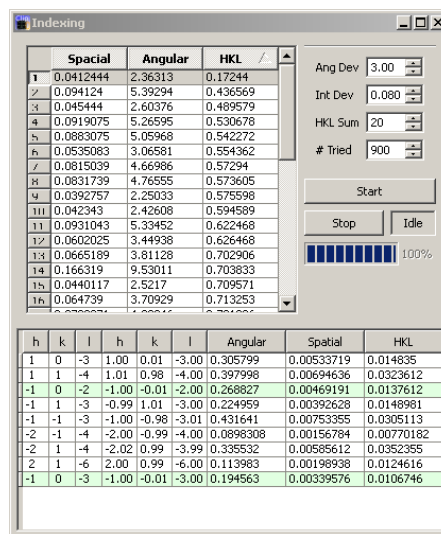 Indexing
Spacial Angular HKL
1 0.0412444 2.36313 0.17244
2 0.094124 5.39294 0.436569
3 0.045444 2.60376 0.489579
4 0.0919075 5.26595 0.530678
5 0.0883075 5.05968 0.542272
6 0.0535083 3.06581 0.554362
7 0.0815039 4.66986 0.57294
8 0.0831739 4.76555 0.573605
9 0.0392757 2.25033 0.575598
10 0.042343 2.42608 0.594589
11 0.0931043 5.33452 0.622468
12 0.0602025 3.44938 0.626468
13 0.0665189 3.81128 0.702906
14 0.166319 9.53011 0.703833
15 0.0440117 2.5217 0.709571
16 0.064739 3.70929 0.713253
Ang Dev 3.00
Int Dev 0.080
HKL Sum 20
# Tried 900
Start
Stop Idle
100%
h k l h k l Angular Spatial HKL
1 0 -3 1.00 0.01 -3.00 0.305799 0.00533719 0.014835
1 1 -4 1.01 0.98 -4.00 0.397998 0.00694636 0.0323612
-1 0 -2 -1.00 -0.01 -2.00 0.268827 0.00469191 0.0137612
-1 1 -3 -0.99 1.01 -3.00 0.224959 0.00392628 0.0148981
-1 -1 -3 -1.00 -0.98 -3.01 0.431641 0.00753355 0.0305113
-2 -1 -4 -2.00 -0.99 -4.00 0.0898308 0.00156784 0.00770182
-2 1 -4 -2.02 0.99 -3.99 0.335532 0.00585612 0.0352355
2 1 -6 2.00 0.99 -6.00 0.113983 0.00198938 0.0124616
-1 0 -3 -1.00 -0.01 -3.00 0.194563 0.00339576 0.0106746